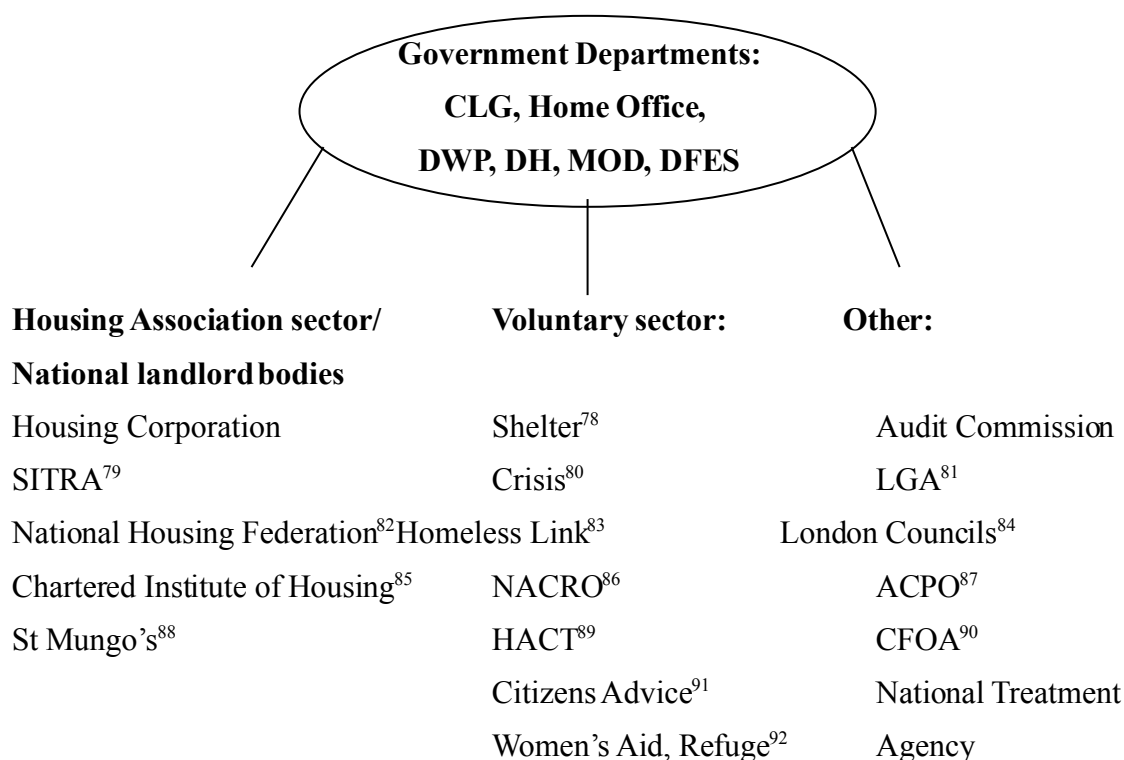 Government Departments:
CLG, Home Office,
DWP, DH, MOD, DFES
Housing Association sector/ Voluntary sector: Other:
National landlord bodies
Housing Corporation Shelter78 Audit Commission
SITRA79 Crisis80 LGA81
National Housing Federation82 Homeless Link83 London Councils84
Chartered Institute of Housing85 NACRO86 ACPO87
St Mungo’s88 HACT89 CFOA90
Citizens Advice91 National Treatment
Women’s Aid, Refuge92 Agency